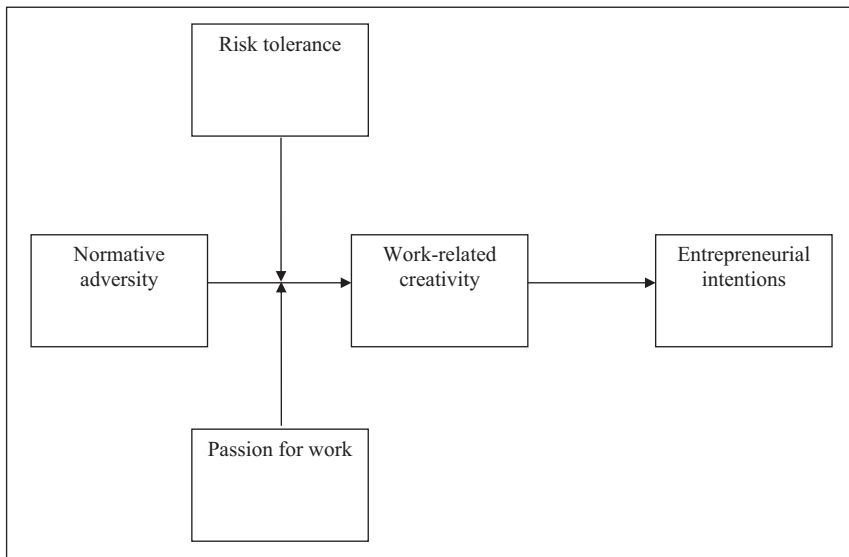 Risk tolerance
Normative
adversity
Work-related
creativity
Entrepreneurial
intentions
Passion for work